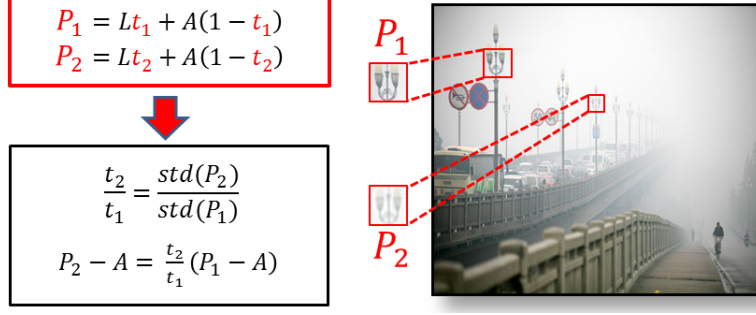 P₁ = Lt₁ + A(1 − t₁)
P₂ = Lt₂ + A(1 − t₂)
t₂/t₁ = std(P₂)/std(P₁)
P₂ − A = t₂/t₁ (P₁ − A)
P₁
P₂